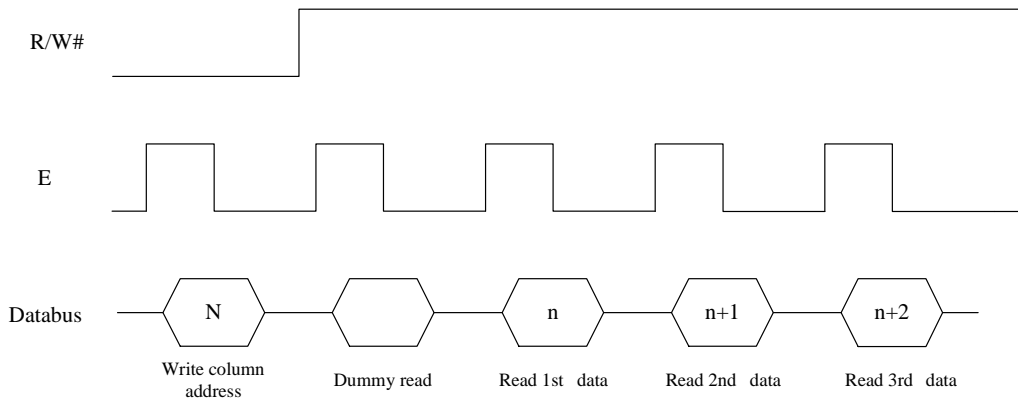 R/W#
E
Databus
N
n
n+1
n+2
Write column
address
Dummy read
Read 1st data
Read 2nd data
Read 3rd data